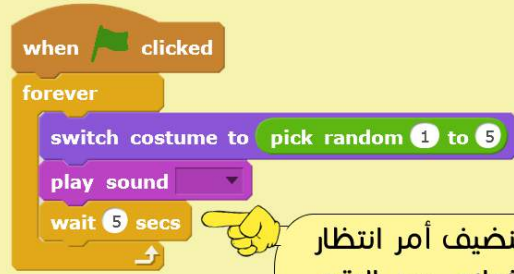 when clicked
forever
switch costume to pick random 1 to 5
play sound
wait 5 secs
نضيف أمر انتظار